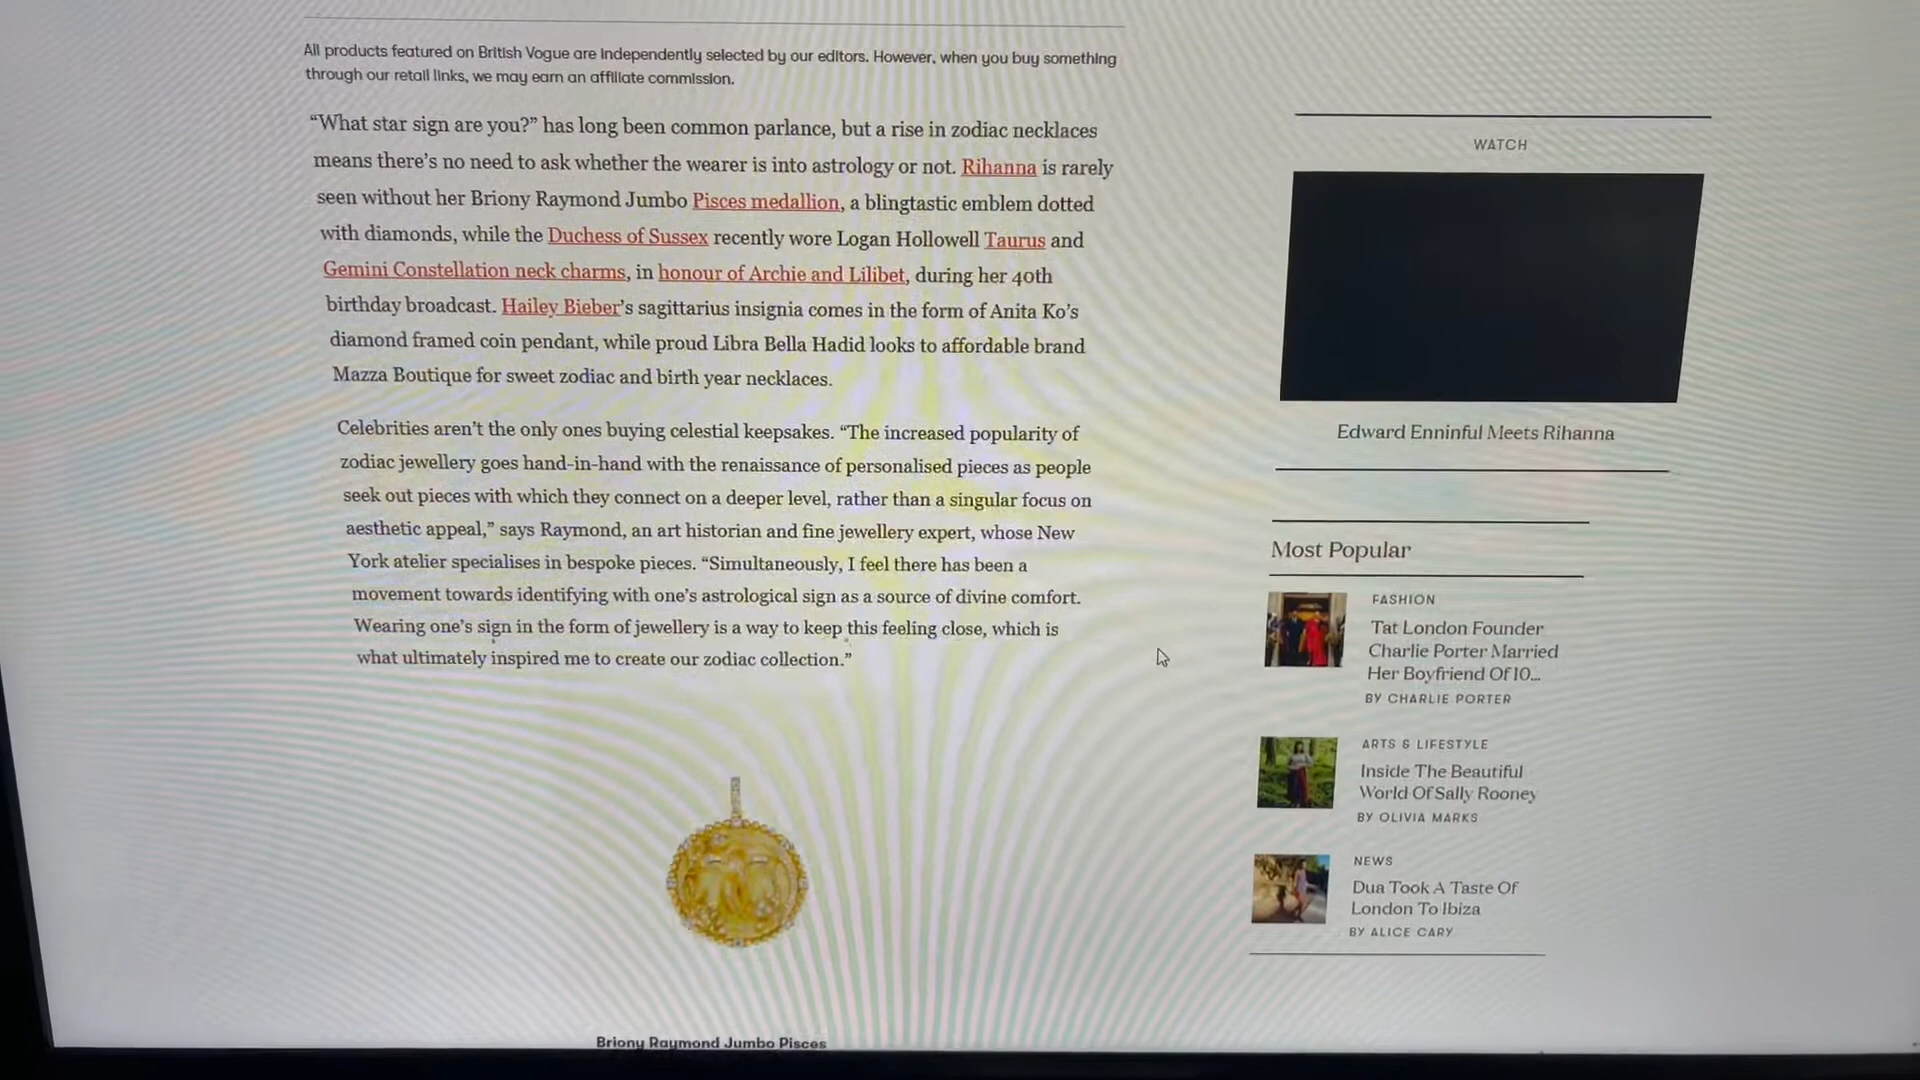 All products featured on British Vogue are independently selected by our editors. However, when you buy something
through our retail links, we may earn an affiliate commission.
“What star sign are you?” has long been common parlance, but a rise in zodiac necklaces
means there’s no need to ask whether the wearer is into astrology or not. Rihanna is rarely
seen without her Briony Raymond Jumbo Pisces medallion, a blingtastic emblem dotted
with diamonds, while the Duchess of Sussex recently wore Logan Hollowell Taurus and
Gemini Constellation neck charms, in honour of Archie and Lilibet, during her 40th
birthday broadcast. Hailey Bieber’s sagittarius insignia comes in the form of Anita Ko’s
diamond framed coin pendant, while proud Libra Bella Hadid looks to affordable brand
Mazza Boutique for sweet zodiac and birth year necklaces.
Celebrities aren’t the only ones buying celestial keepsakes. “The increased popularity of
zodiac jewellery goes hand-in-hand with the renaissance of personalised pieces as people
seek out pieces with which they connect on a deeper level, rather than a singular focus on
aesthetic appeal,” says Raymond, an art historian and fine jewellery expert, whose New
York atelier specialises in bespoke pieces. “Simultaneously, I feel there has been a
movement towards identifying with one’s astrological sign as a source of divine comfort.
Wearing one’s sign in the form of jewellery is a way to keep this feeling close, which is
what ultimately inspired me to create our zodiac collection.”
Briony Raymond Jumbo Pisces
WATCH
Edward Enninful Meets Rihanna
Most Popular
FASHION
Tat London Founder
Charlie Porter Married
Her Boyfriend Of 10...
BY CHARLIE PORTER
ARTS & LIFESTYLE
Inside The Beautiful
World Of Sally Rooney
BY OLIVIA MARKS
NEWS
Dua Took A Taste Of
London To Ibiza
BY ALICE CARY